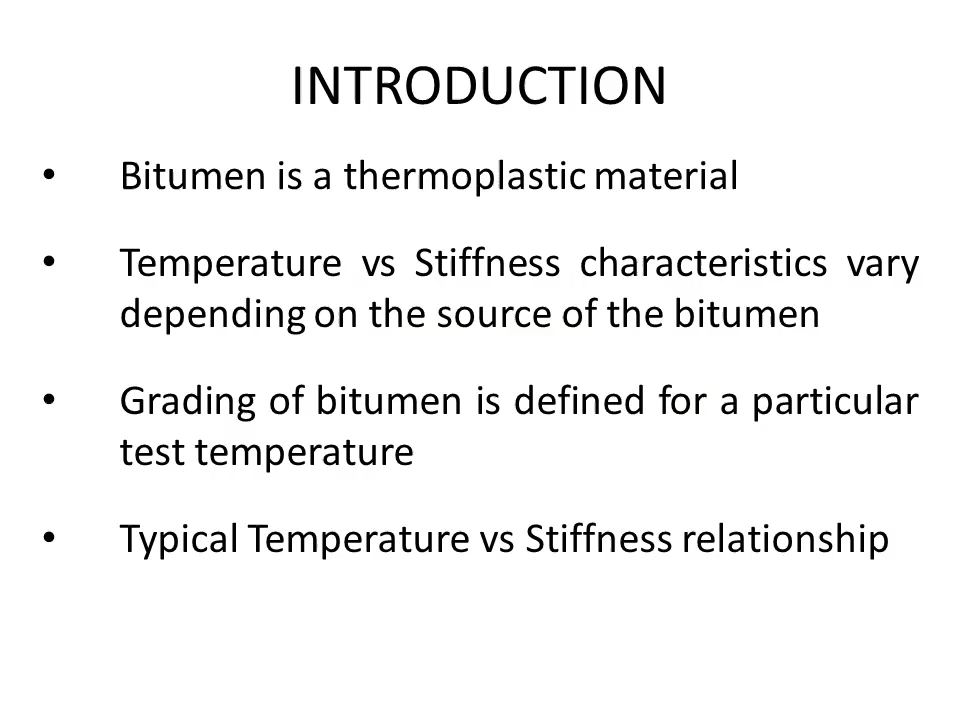 INTRODUCTION
• Bitumen is a thermoplastic material
• Temperature vs Stiffness characteristics vary
depending on the source of the bitumen
• Grading of bitumen is defined for a particular
test temperature
• Typical Temperature vs Stiffness relationship